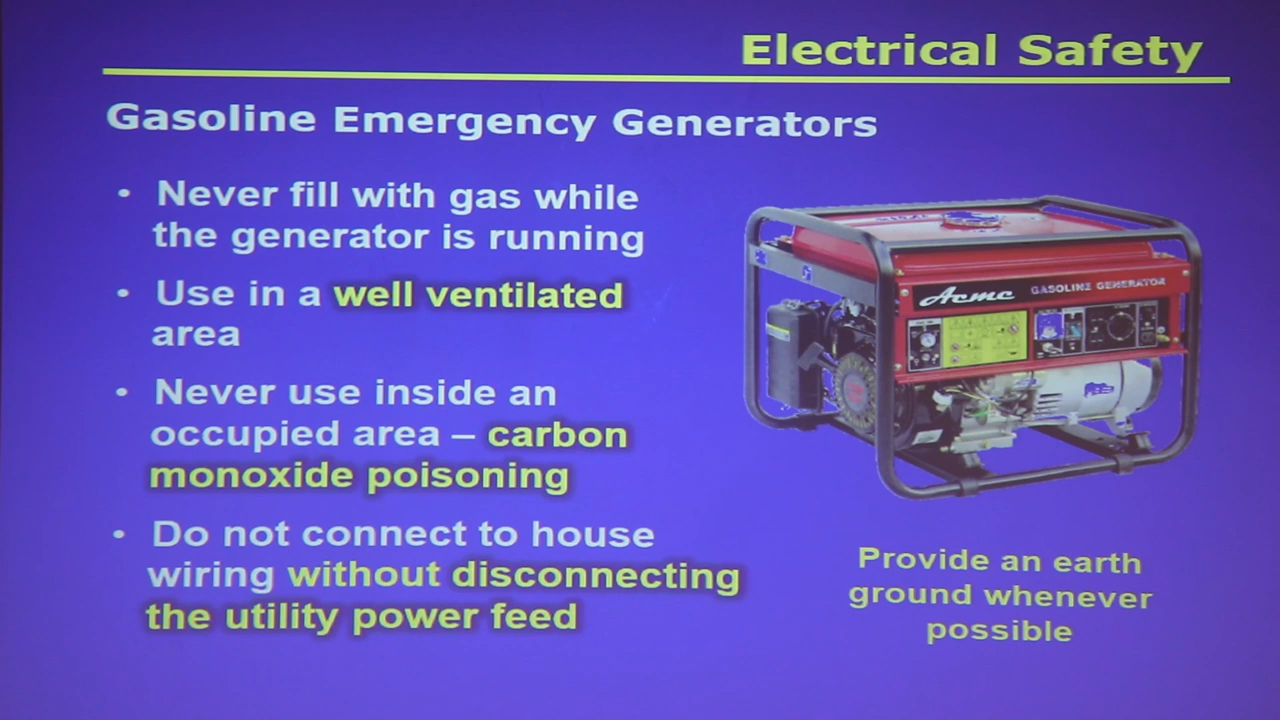 Electrical Safety
Gasoline Emergency Generators
• Never fill with gas while
the generator is running
• Use in a well ventilated
area
• Never use inside an
occupied area – carbon
monoxide poisoning
• Do not connect to house
wiring without disconnecting
the utility power feed
Acme GASOLINE GENERATOR
Provide an earth
ground whenever
possible